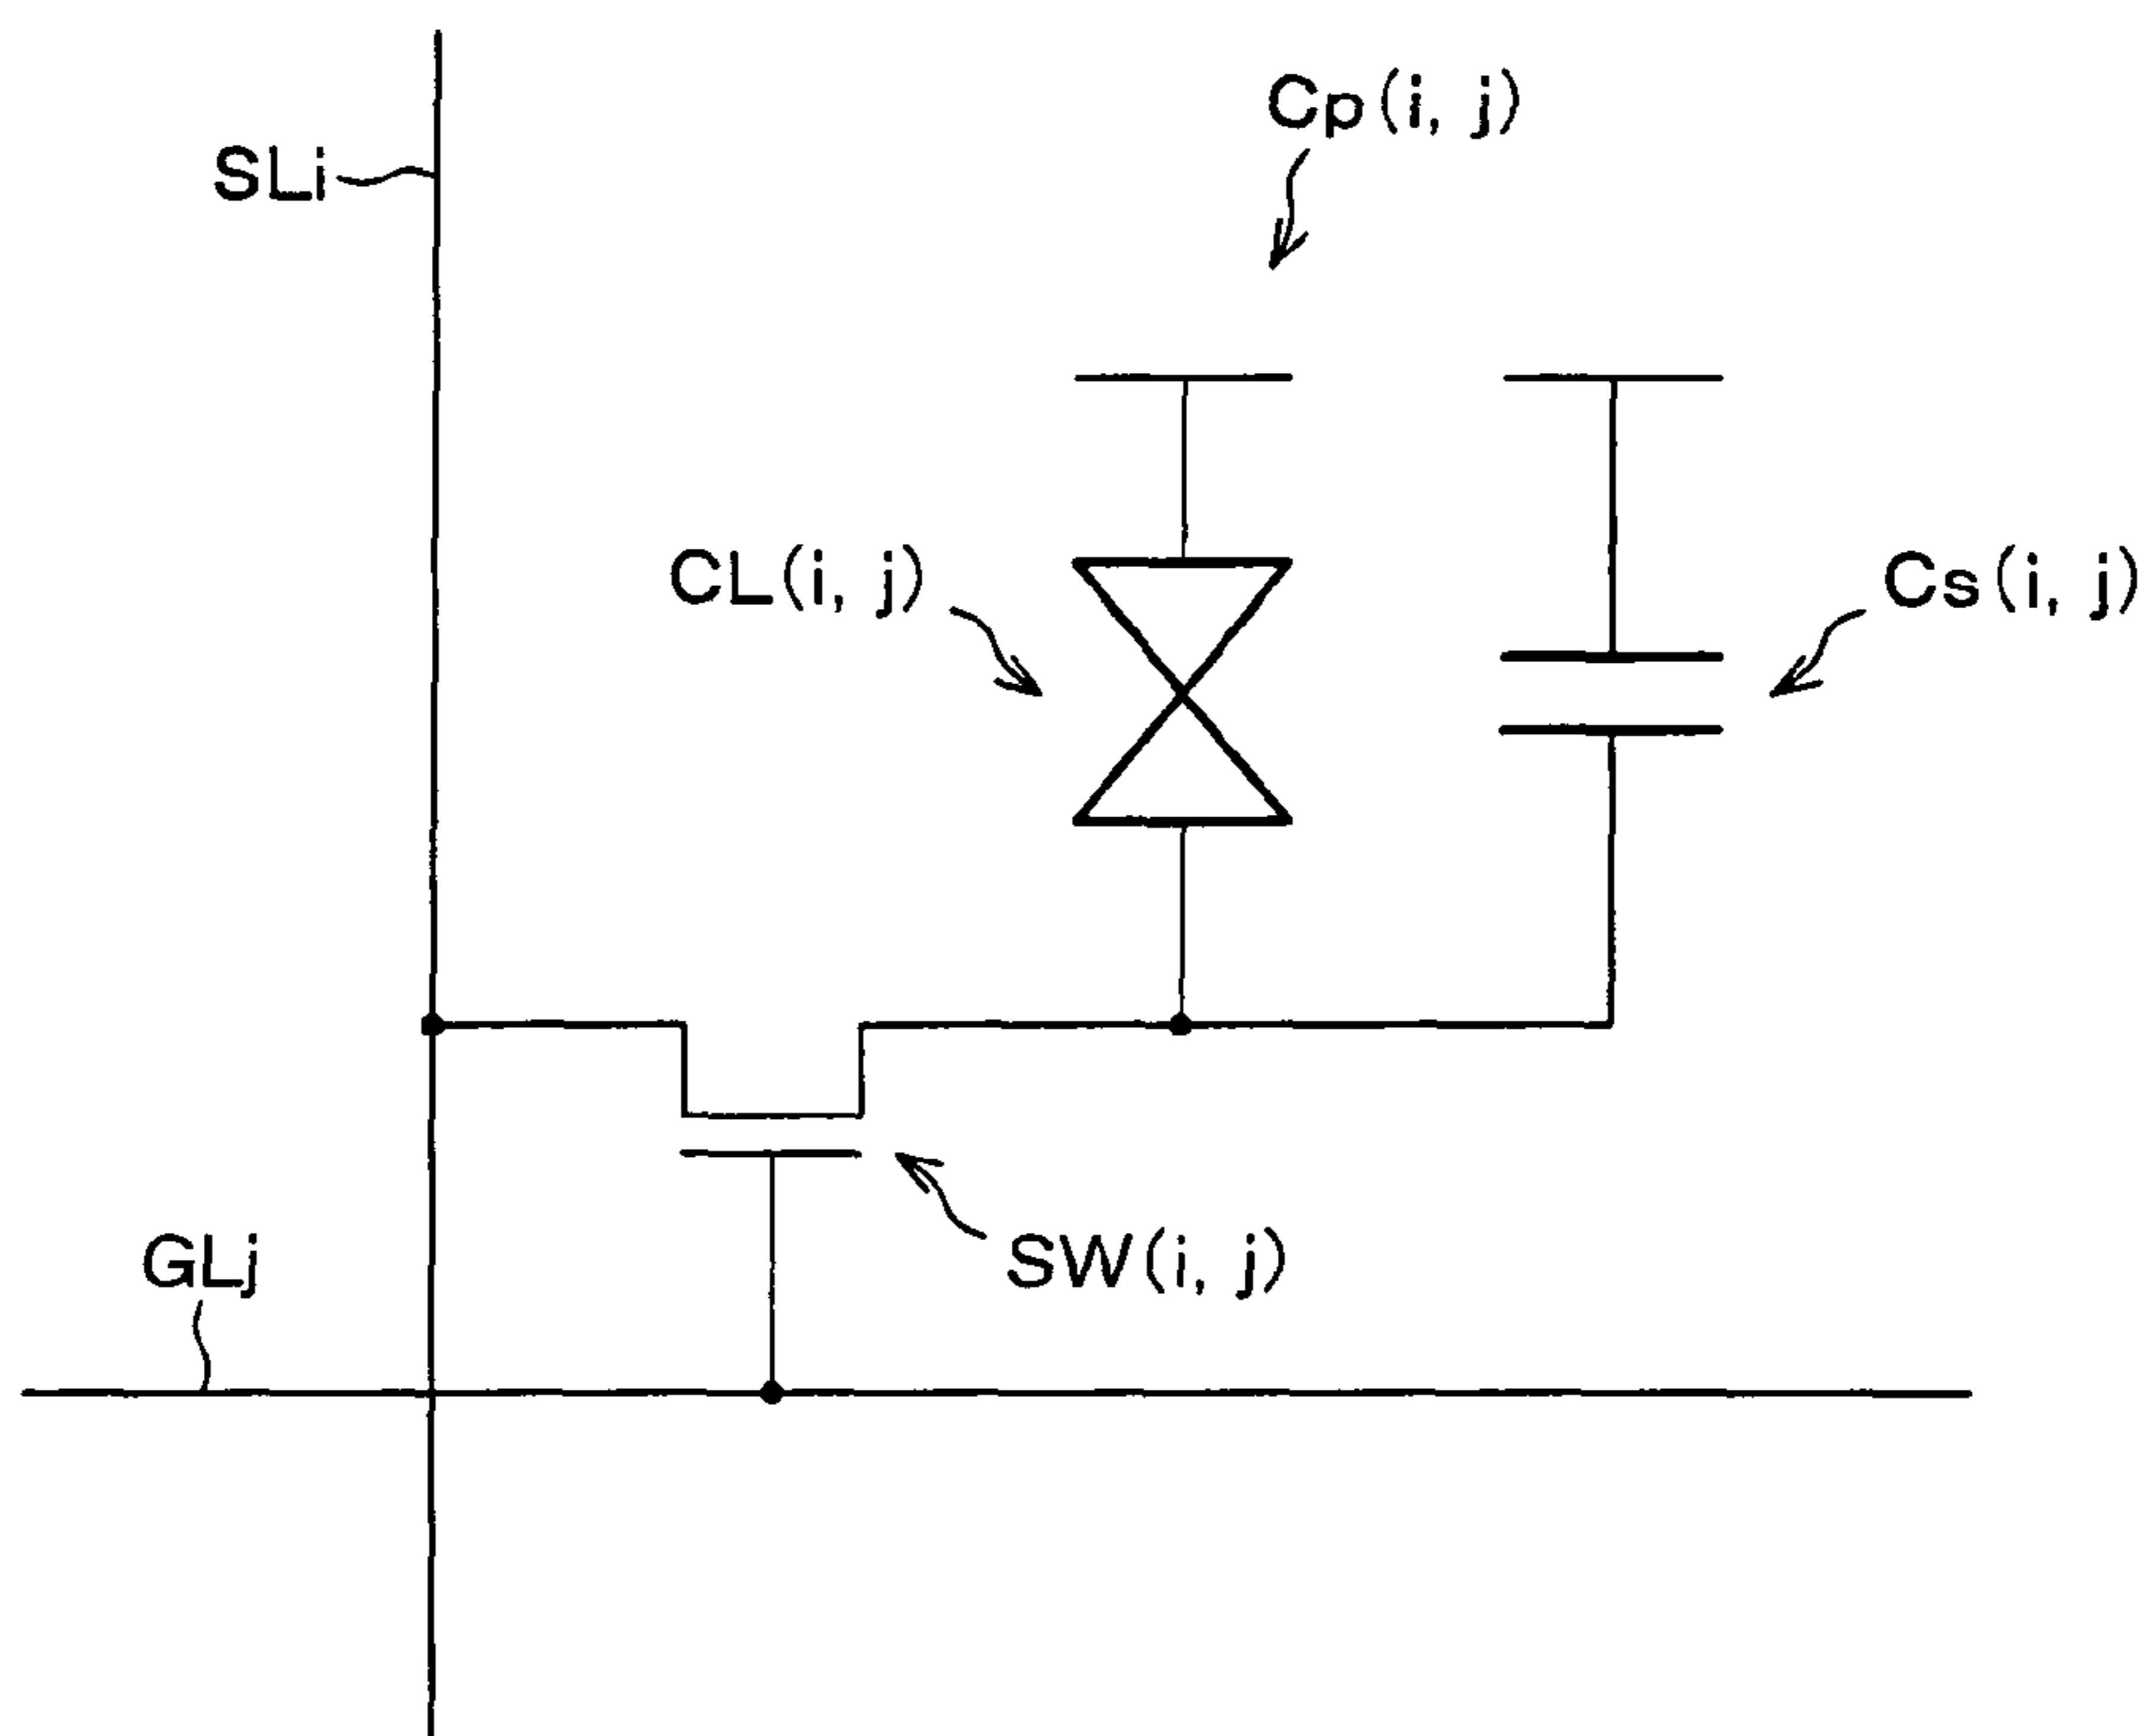 Cp(i, j)
SLi
CL(i, j)
Cs(i, j)
GLj
SW(i, j)